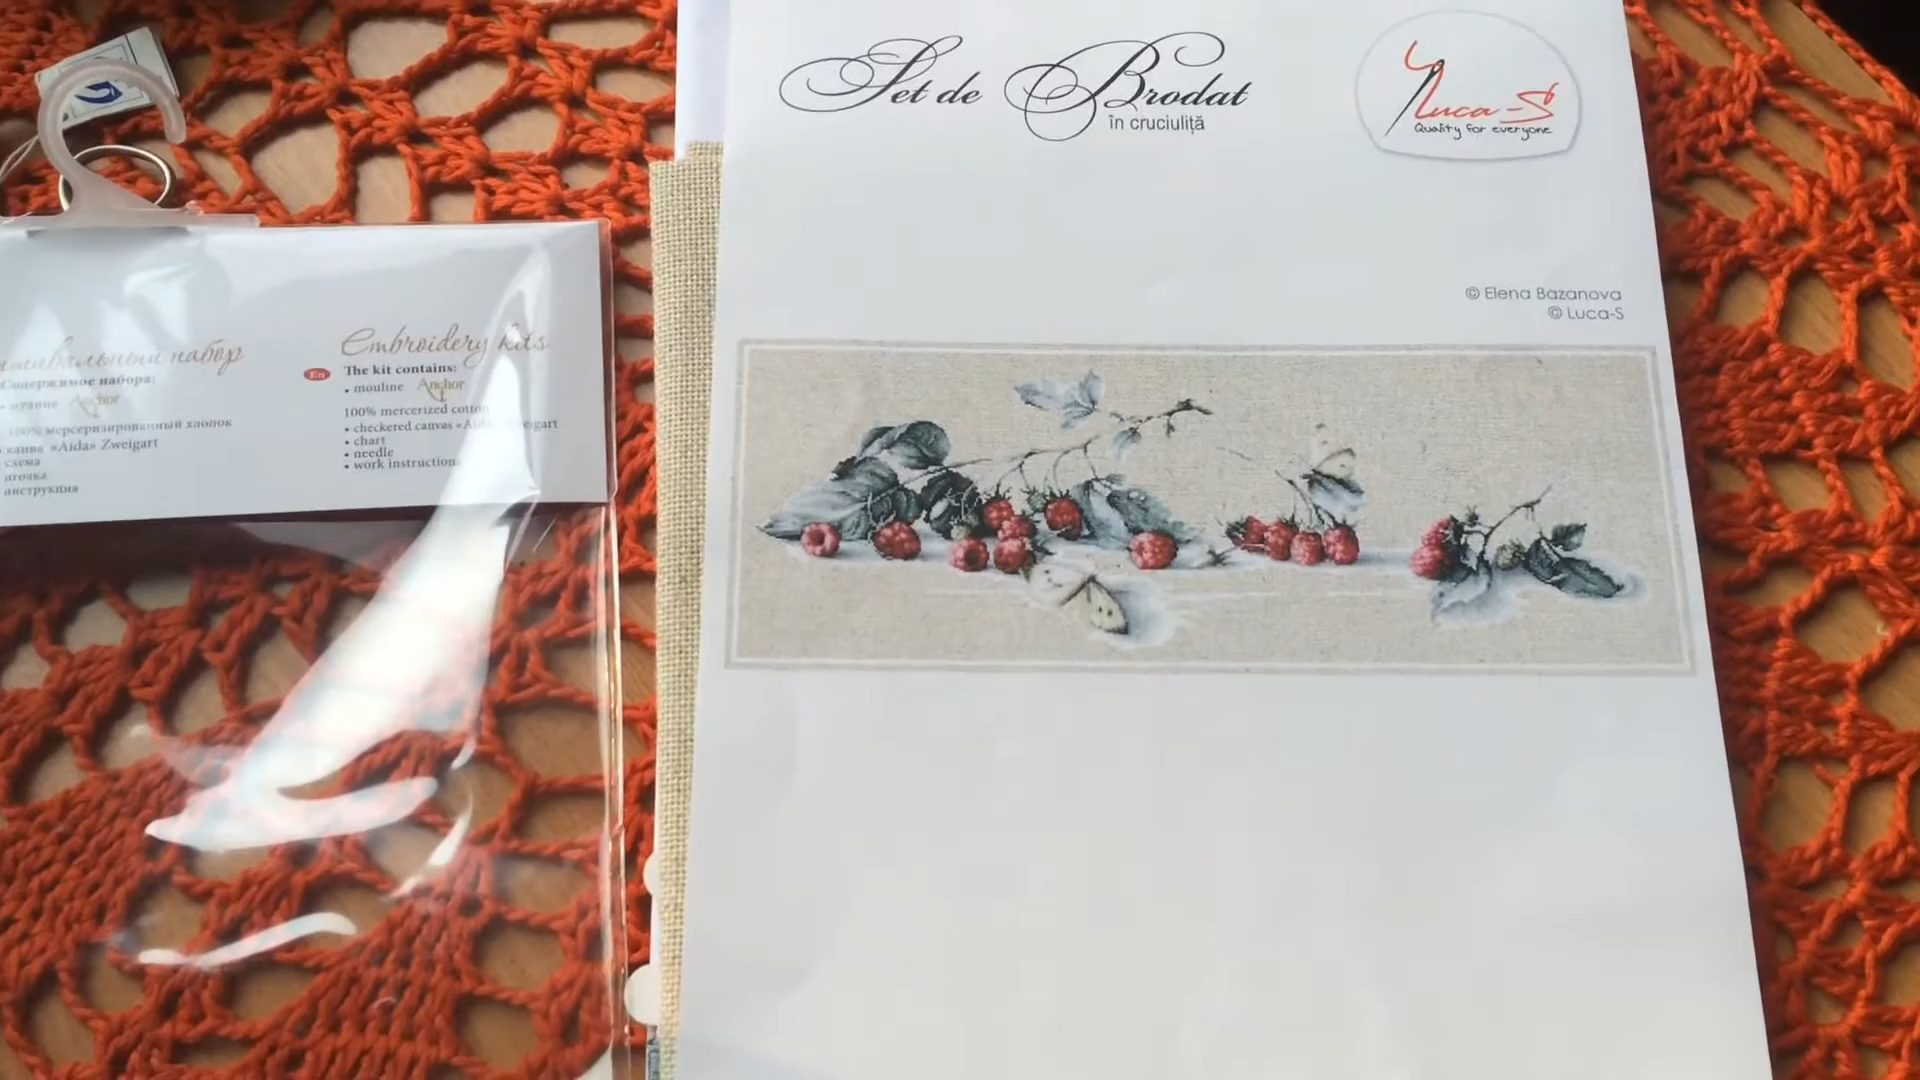 набор
Содержимое набора:
Anchor
100% мерсеризированный хлопок
канва «Aida» Zweigart
схема
иголка
инструкция
En
Embroidery kits
The kit contains:
• mouline Anchor
100% mercerized cotton
• checkered canvas «Aida» Zweigart
• chart
• needle
• work instruction
Set de Brodat
în cruciuliță
Luca-S
Quality for everyone
© Elena Bazanova
© Luca-S